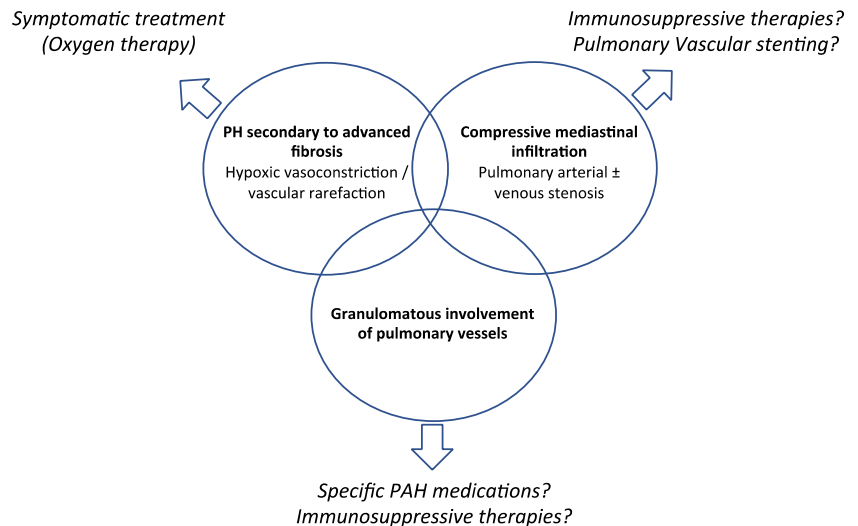 Symptomatic treatment
(Oxygen therapy)
Immunosuppressive therapies?
Pulmonary Vascular stenting?
PH secondary to advanced
fibrosis
Hypoxic vasoconstriction /
vascular rarefaction
Compressive mediastinal
infiltration
Pulmonary arterial ±
venous stenosis
Granulomatous involvement
of pulmonary vessels
Specific PAH medications?
Immunosuppressive therapies?